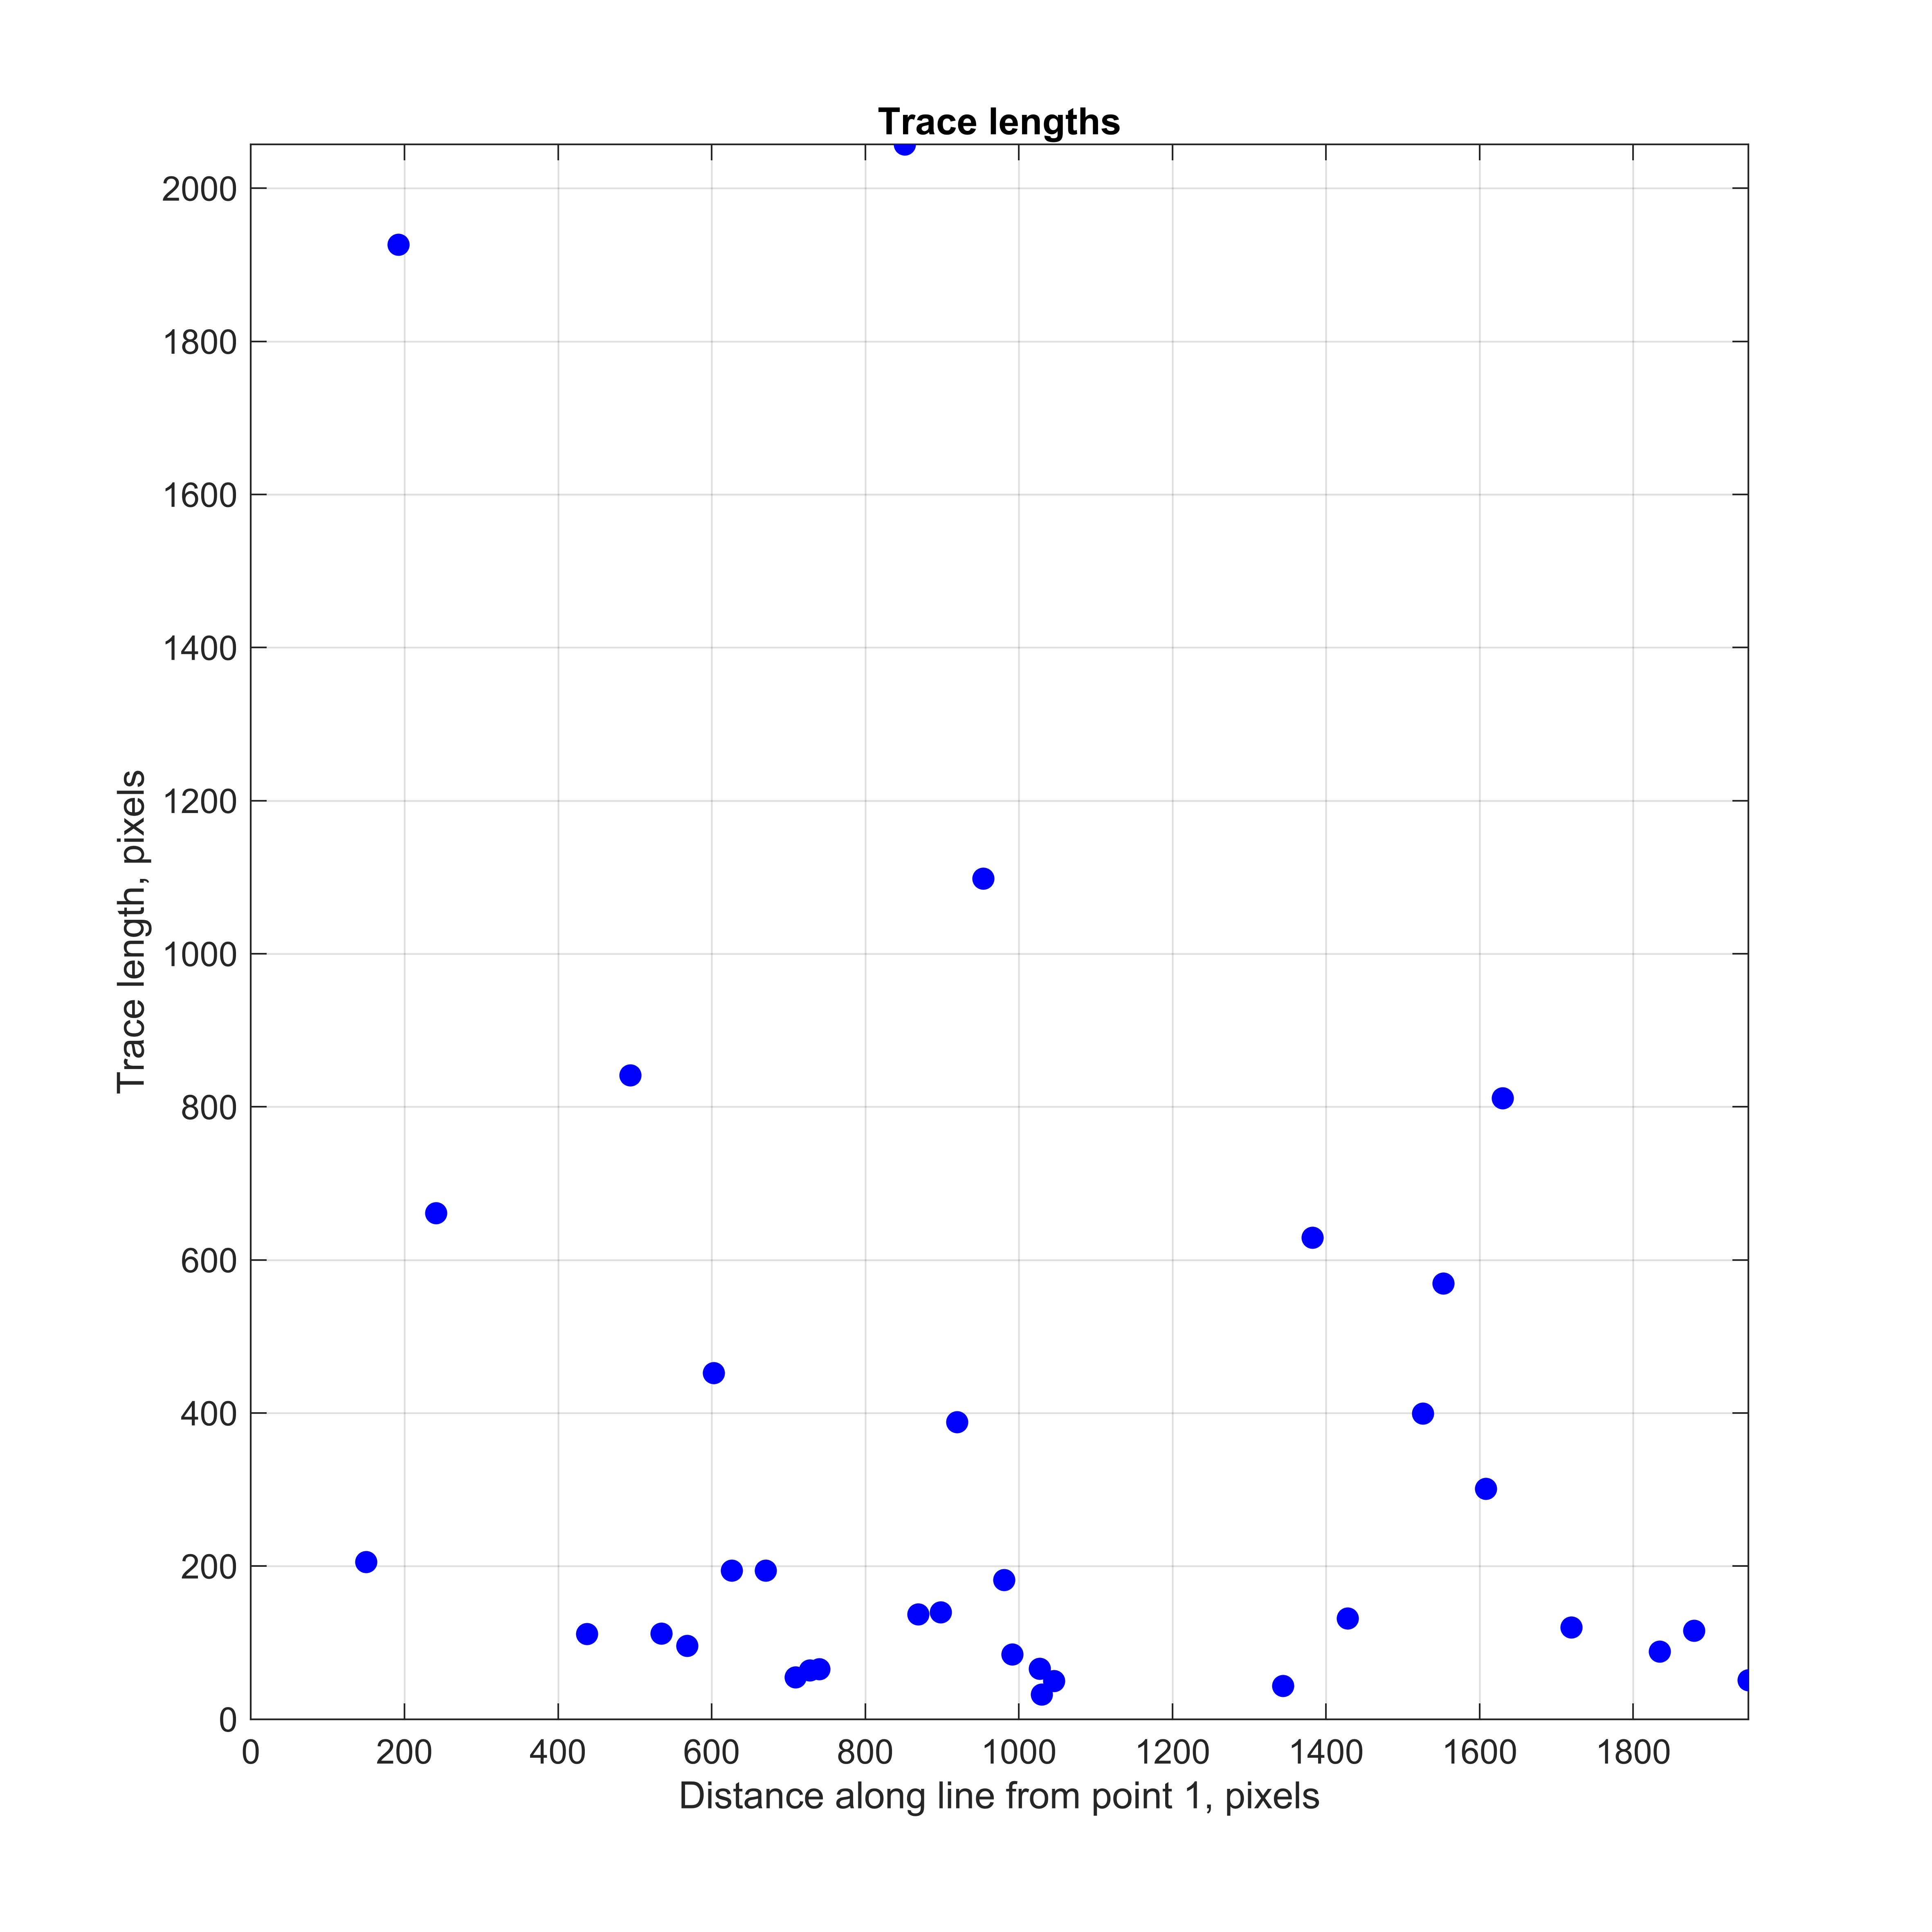 Trace lengths
2000
1800
1600
1400
1200
1000
800
600
400
200
0
Trace length, pixels
0 200 400 600 800 1000 1200 1400 1600 1800
Distance along line from point 1, pixels